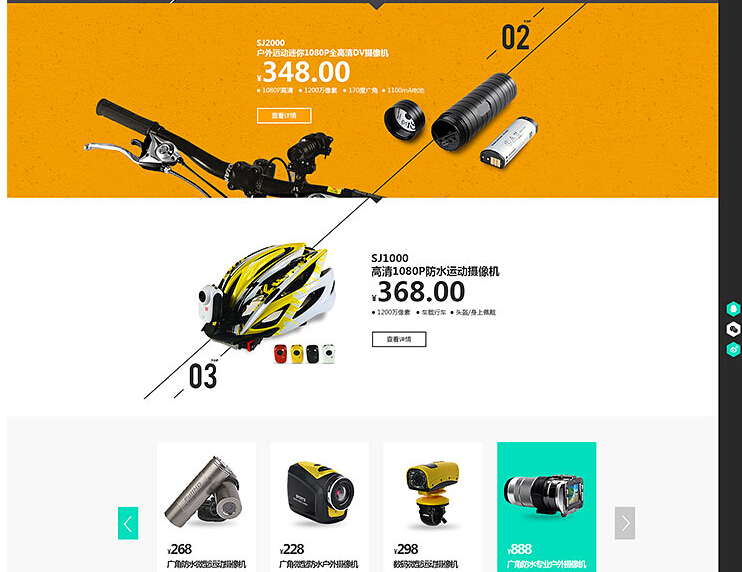 TOP
02
SJ2000
户外运动迷你1080P全高清DV摄像机
¥348.00
● 1080P高清 ● 1200万像素 ● 170度广角 ● 1100mA电池
查看详情
SJ1000
高清1080P防水运动摄像机
¥368.00
● 1200万像素 ● 车载行车 ● 头盔/身上佩戴
查看详情
TOP
03
¥268
广角防水微型运动摄像机
¥228
广角微型防水户外摄像机
¥298
数码微型运动摄像机
¥888
广角防水专业户外摄像机